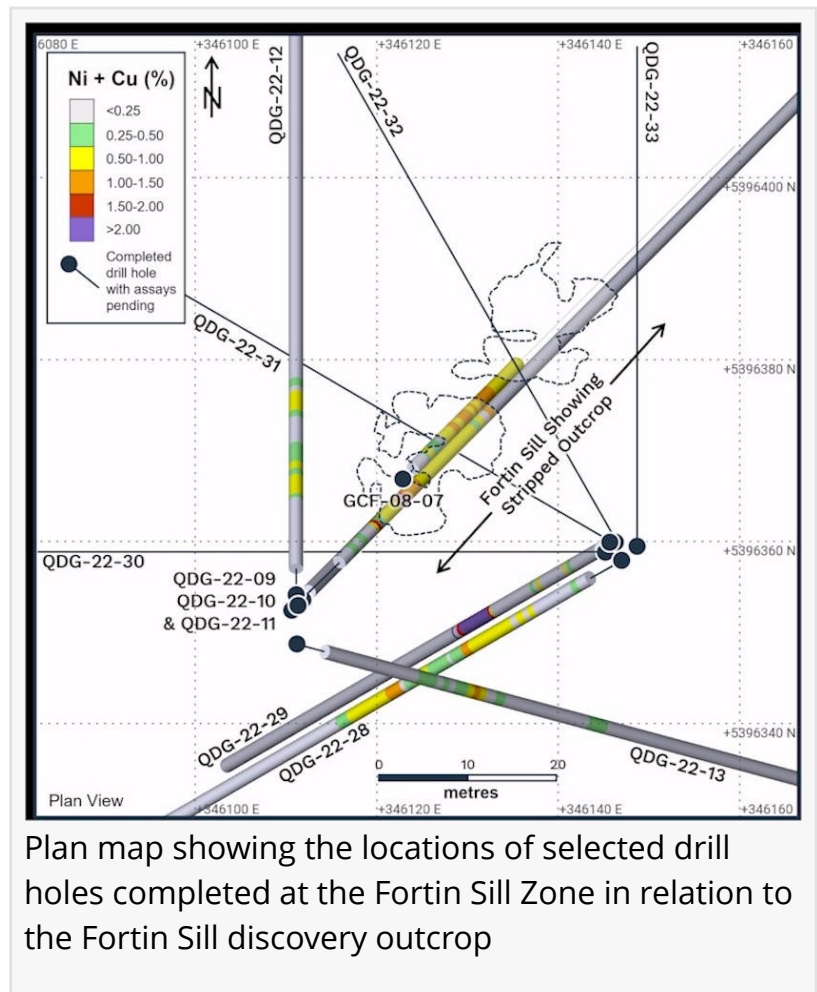 6080 E
+346100 E
+346120 E
+346140 E
+346160
Ni + Cu (%)
<0.25
0.25-0.50
0.50-1.00
1.00-1.50
1.50-2.00
>2.00
Completed
drill hole
with assays
pending
N
QDG-22-12
QDG-22-32
QDG-22-33
+5396400 N
QDG-22-31
+5396380 N
Fortin Sill Showing
Stripped Outcrop
GCF-08-07
+5396360 N
QDG-22-30
QDG-22-09
QDG-22-10
& QDG-22-11
QDG-22-29
QDG-22-28
+5396340 N
QDG-22-13
0 10 20
metres
Plan View
+346100 E
+346120 E
+346140 E
+346160
Plan map showing the locations of selected drill
holes completed at the Fortin Sill Zone in relation to
the Fortin Sill discovery outcrop